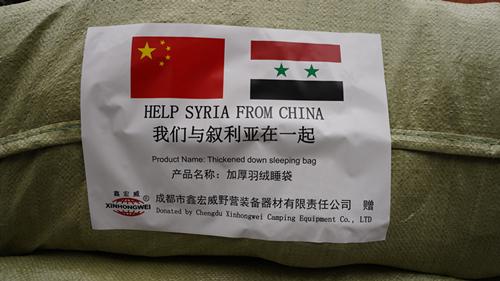 HELP SYRIA FROM CHINA
我们与叙利亚在一起
Product Name: Thickened down sleeping bag
产品名称：加厚羽绒睡袋
鑫宏威
XINHONGWEI
成都市鑫宏威野营装备器材有限责任公司 赠
Donated by Chengdu Xinhongwei Camping Equipment Co., LTD